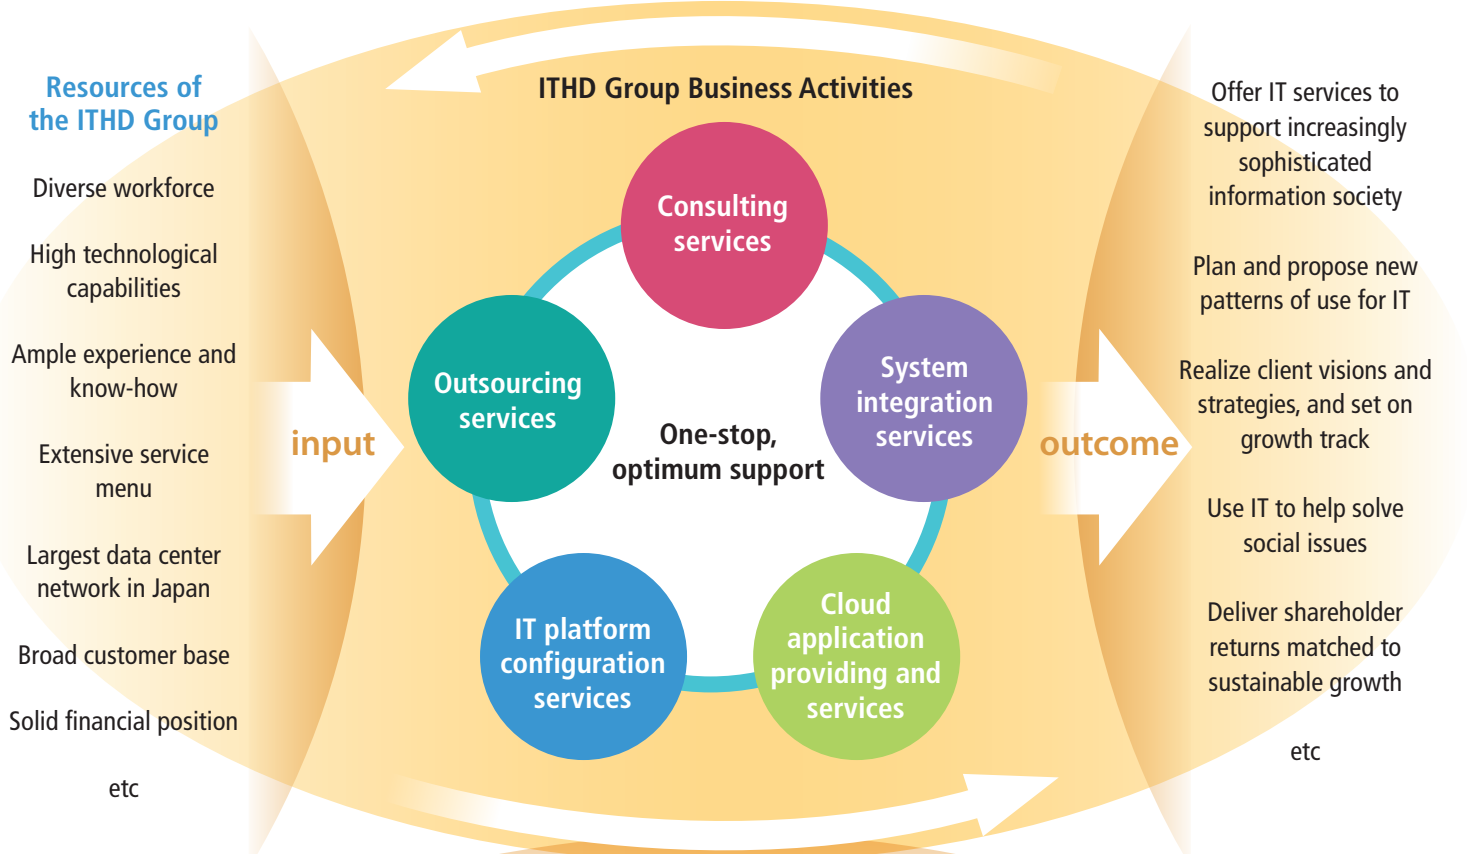 Resources of
the ITHD Group
Diverse workforce
High technological
capabilities
Ample experience and
know-how
Extensive service
menu
Largest data center
network in Japan
Broad customer base
Solid financial position
etc
input
ITHD Group Business Activities
Consulting
services
Outsourcing
services
System
integration
services
One-stop,
optimum support
IT platform
configuration
services
Cloud
application
providing and
services
outcome
Offer IT services to
support increasingly
sophisticated
information society
Plan and propose new
patterns of use for IT
Realize client visions and
strategies, and set on
growth track
Use IT to help solve
social issues
Deliver shareholder
returns matched to
sustainable growth
etc